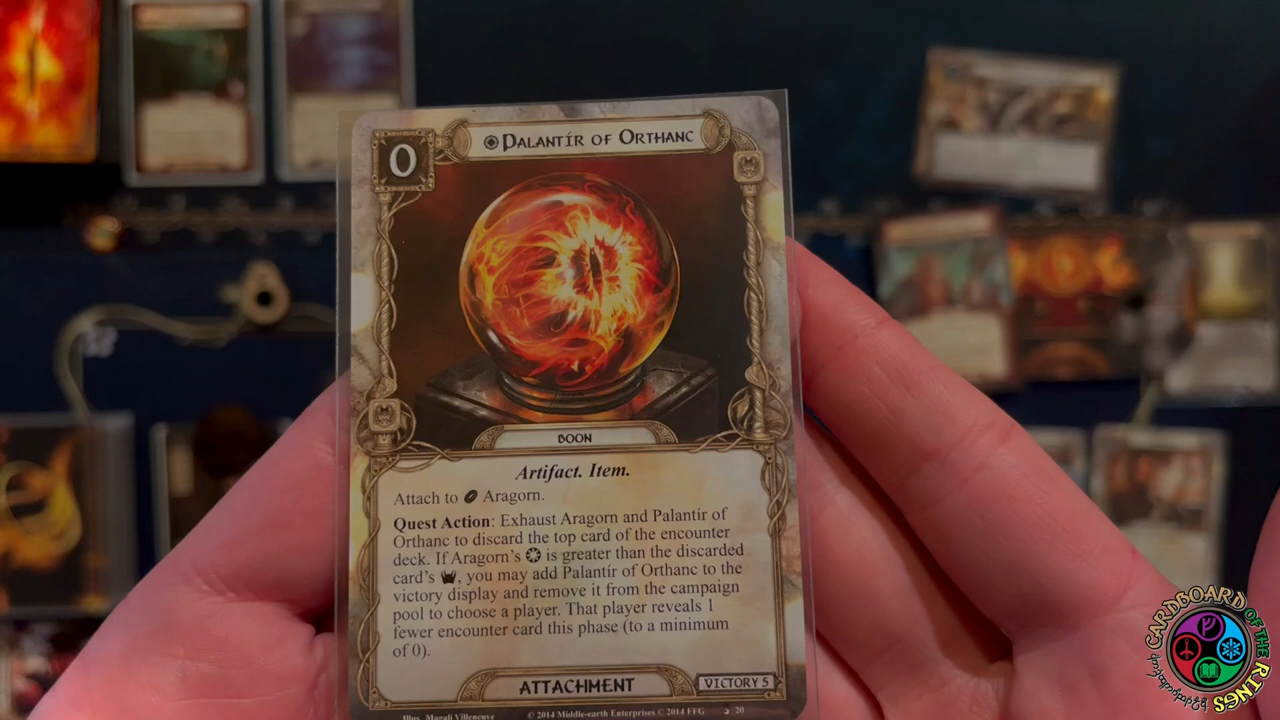 0
PALANTÍR OF ORTHANC
BOON
Artifact. Item.
Attach to Aragorn.
Quest Action: Exhaust Aragorn and Palantír of
Orthanc to discard the top card of the encounter
deck. If Aragorn's is greater than the discarded
card's , you may add Palantír of Orthanc to the
victory display and remove it from the campaign
pool to choose a player. That player reveals 1
fewer encounter card this phase (to a minimum
of 0).
ATTACHMENT
VICTORY 5
Illus. Magali Villeneuve © 2014 Middle-earth Enterprises © 2014 FFG 20
CARDBOARD OF THE RINGS